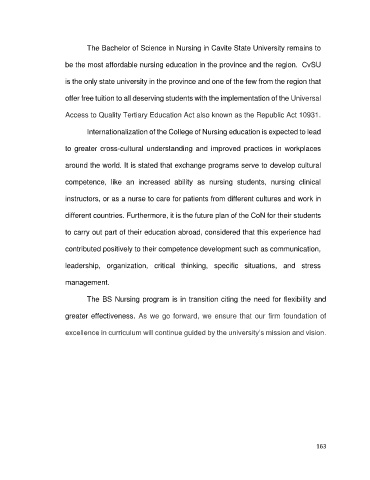 The Bachelor of Science in Nursing in Cavite State University remains to
be the most affordable nursing education in the province and the region. CvSU
is the only state university in the province and one of the few from the region that
offer free tuition to all deserving students with the implementation of the Universal
Access to Quality Tertiary Education Act also known as the Republic Act 10931.
Internationalization of the College of Nursing education is expected to lead
to greater cross-cultural understanding and improved practices in workplaces
around the world. It is stated that exchange programs serve to develop cultural
competence, like an increased ability as nursing students, nursing clinical
instructors, or as a nurse to care for patients from different cultures and work in
different countries. Furthermore, it is the future plan of the CoN for their students
to carry out part of their education abroad, considered that this experience had
contributed positively to their competence development such as communication,
leadership, organization, critical thinking, specific situations, and stress
management.
The BS Nursing program is in transition citing the need for flexibility and
greater effectiveness. As we go forward, we ensure that our firm foundation of
excellence in curriculum will continue guided by the university's mission and vision.
163